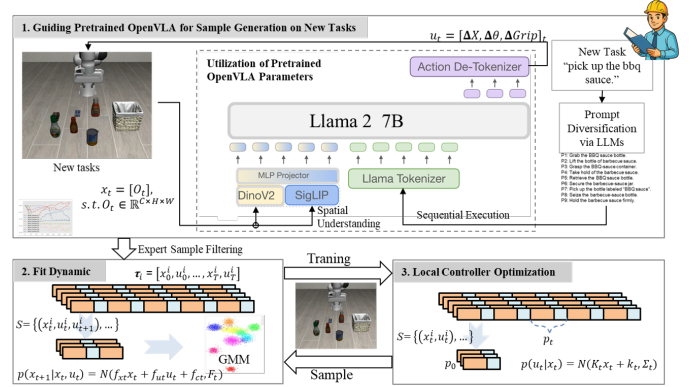 1. Guiding Pretrained OpenVLA for Sample Generation on New Tasks
u_t = [ΔX, Δθ, ΔGrip]_t
Utilization of Pretrained
OpenVLA Parameters
Action De-Tokenizer
Llama 2 7B
MLP Projector
DinoV2
SigLIP
Llama Tokenizer
Spatial
Understanding
Sequential Execution
New tasks
x_t = [O_t],
s.t. O_t ∈ ℝ^{C×H×W}
New Task
“pick up the bbq
sauce.”
Prompt
Diversification
via LLMs
P1: Grab the BBQ sauce bottle.
P2: Lift the bottle of barbecue sauce.
P3: Grasp the BBQ sauce container.
P4: Take hold of the barbecue sauce.
P5: Retrieve the BBQ sauce bottle.
P6: Secure the barbecue sauce jar.
P7: Pick up the bottle labeled "BBQ sauce".
P8: Seize the barbecue sauce bottle.
P9: Hold the barbecue sauce firmly.
Expert Sample Filtering
2. Fit Dynamic
τ_i = [x_0^i, u_0^i, …, x_T^i, u_T^i]
S = {(x_t^i, u_t^i, u_{t+1}^i), …}
GMM
p(x_{t+1}|x_t, u_t) = N(f_{xt}x_t + f_{ut}u_t + f_{ct}, F_t)
Traning
Sample
3. Local Controller Optimization
S = {(x_t^i, u_t^i), …}
p_t
p_0
p(u_t|x_t) = N(K_t x_t + k_t, Σ_t)